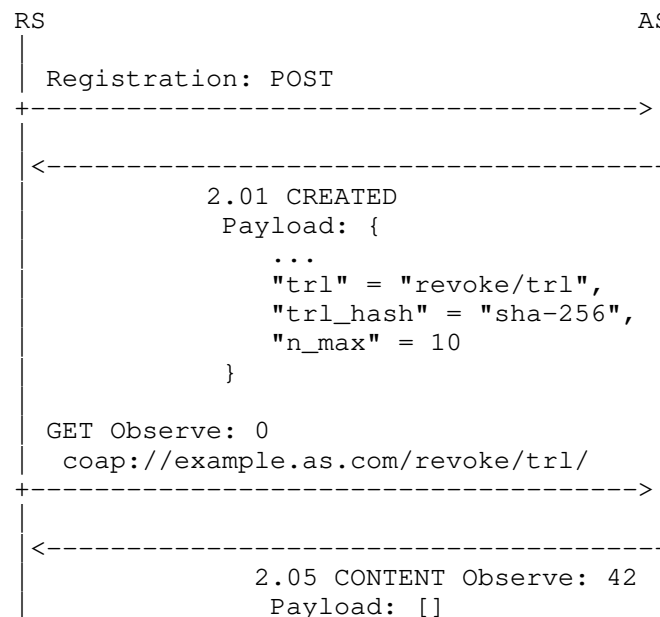 RS AS
Registration: POST
2.01 CREATED
Payload: {
...
"trl" = "revoke/trl",
"trl_hash" = "sha-256",
"n_max" = 10
}
GET Observe: 0
coap://example.as.com/revoke/trl/
2.05 CONTENT Observe: 42
Payload: []